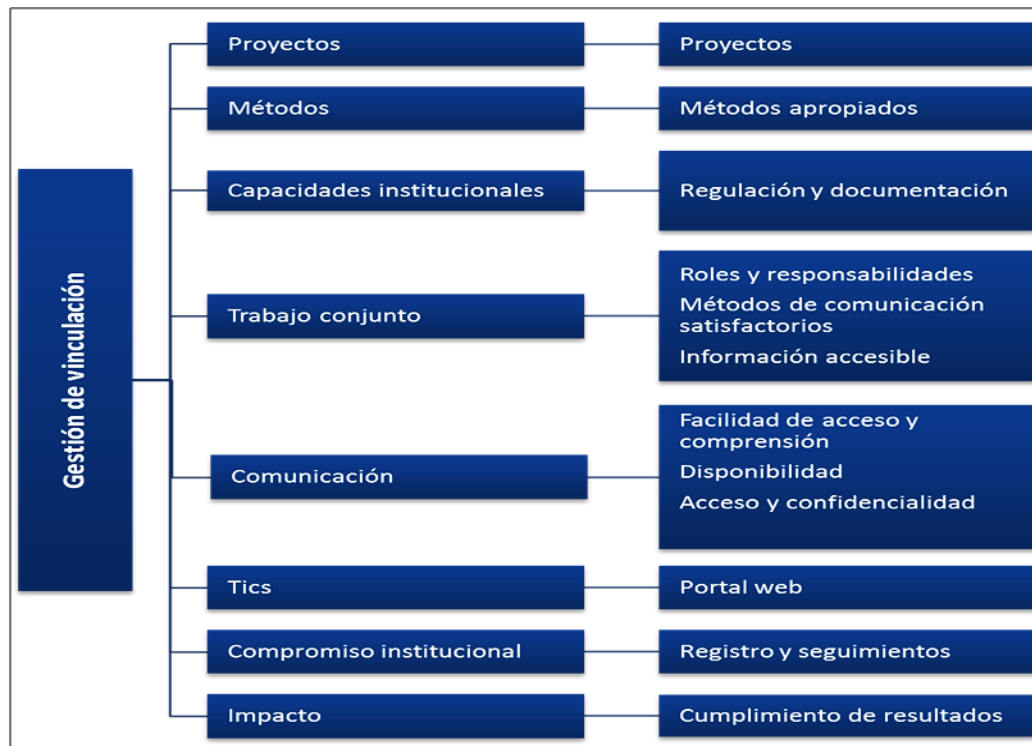 Gestión de vinculación
Proyectos
Proyectos
Métodos
Métodos apropiados
Capacidades institucionales
Regulación y documentación
Trabajo conjunto
Roles y responsabilidades
Métodos de comunicación
satisfactorios
Información accesible
Comunicación
Facilidad de acceso y
comprensión
Disponibilidad
Acceso y confidencialidad
Tics
Portal web
Compromiso institucional
Registro y seguimientos
Impacto
Cumplimiento de resultados